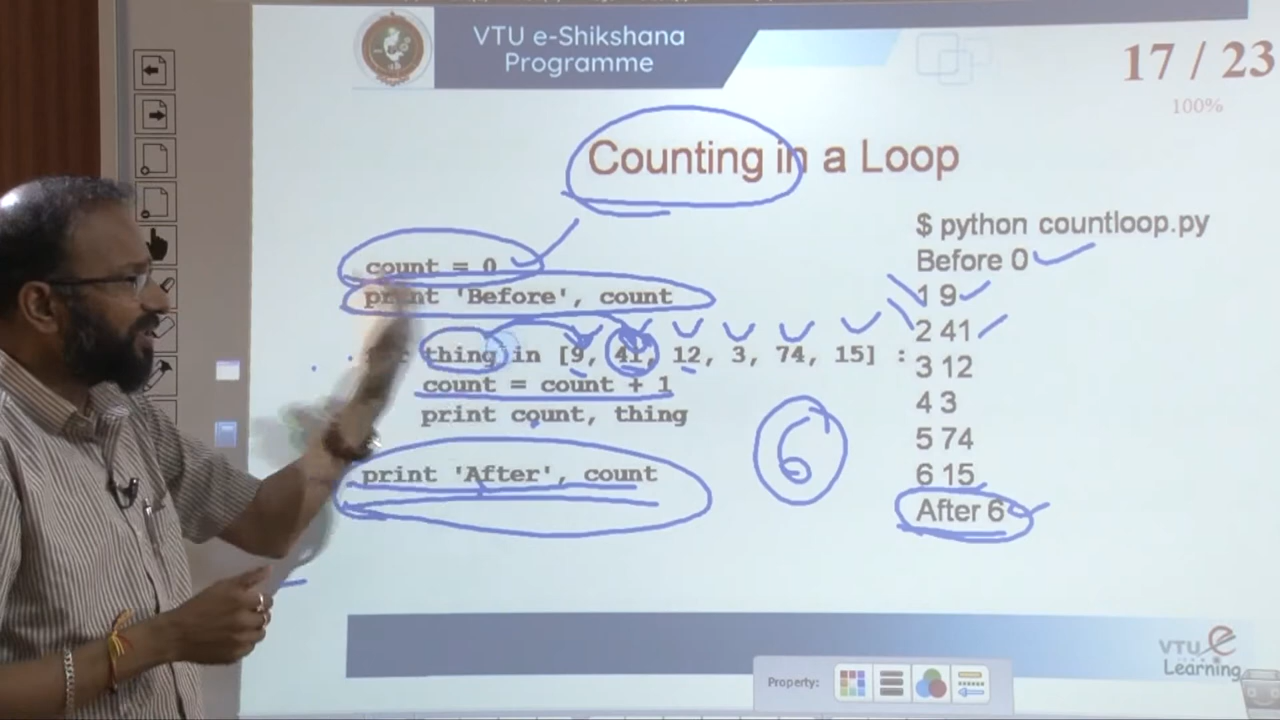 VTU e-Shikshana
Programme
17 / 23
100%
Counting in a Loop
count = 0
print 'Before', count
thing in [9, 41, 12, 3, 74, 15] :
count = count + 1
print count, thing
print 'After', count
6
$ python countloop.py
Before 0
1 9
2 41
3 12
4 3
5 74
6 15
After 6
VTU e
Learning
Property: